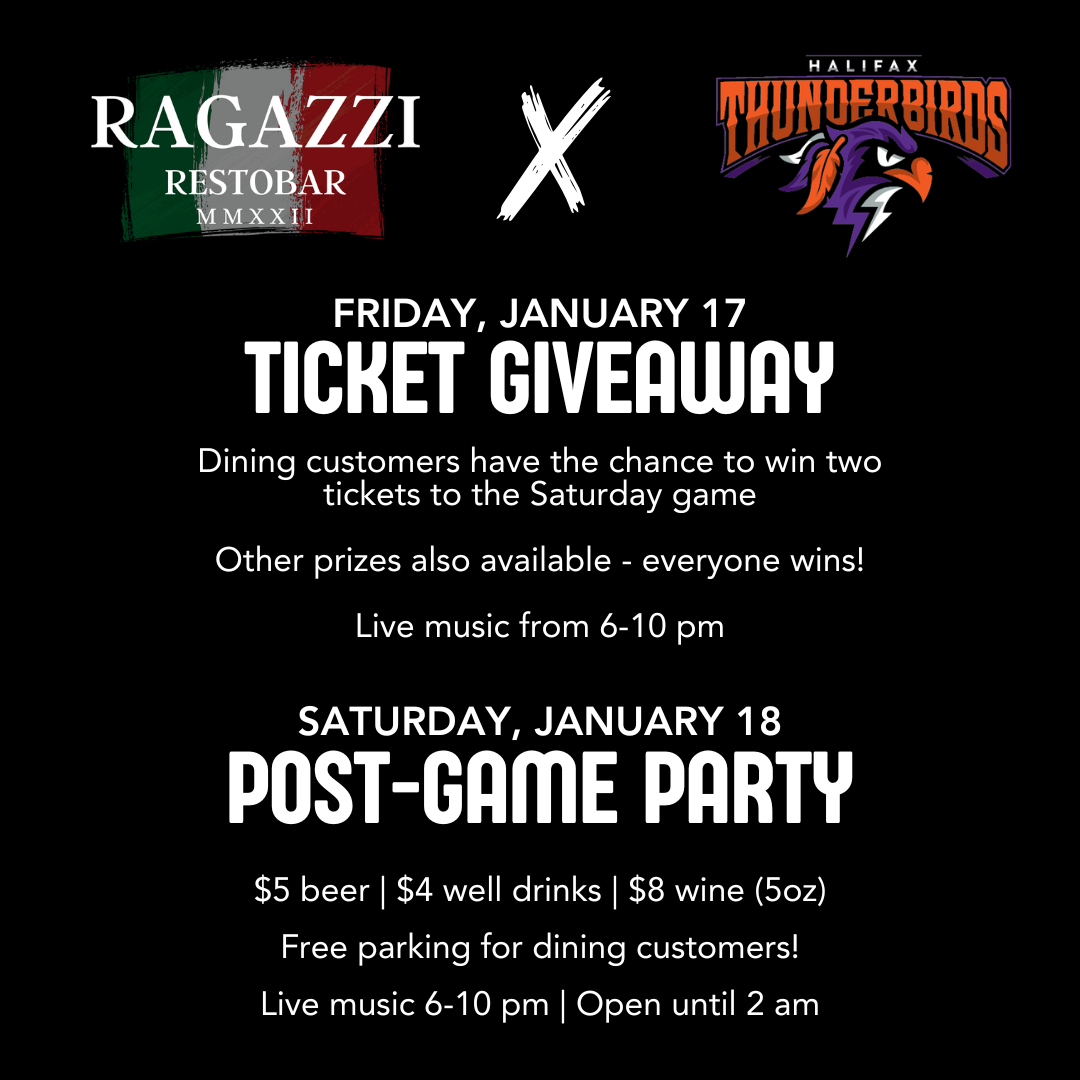 RAGAZZI
RESTOBAR
MMXXII
X
HALIFAX
THUNDERBIRDS
FRIDAY, JANUARY 17
TICKET GIVEAWAY
Dining customers have the chance to win two
tickets to the Saturday game
Other prizes also available - everyone wins!
Live music from 6-10 pm
SATURDAY, JANUARY 18
POST-GAME PARTY
$5 beer | $4 well drinks | $8 wine (5oz)
Free parking for dining customers!
Live music 6-10 pm | Open until 2 am